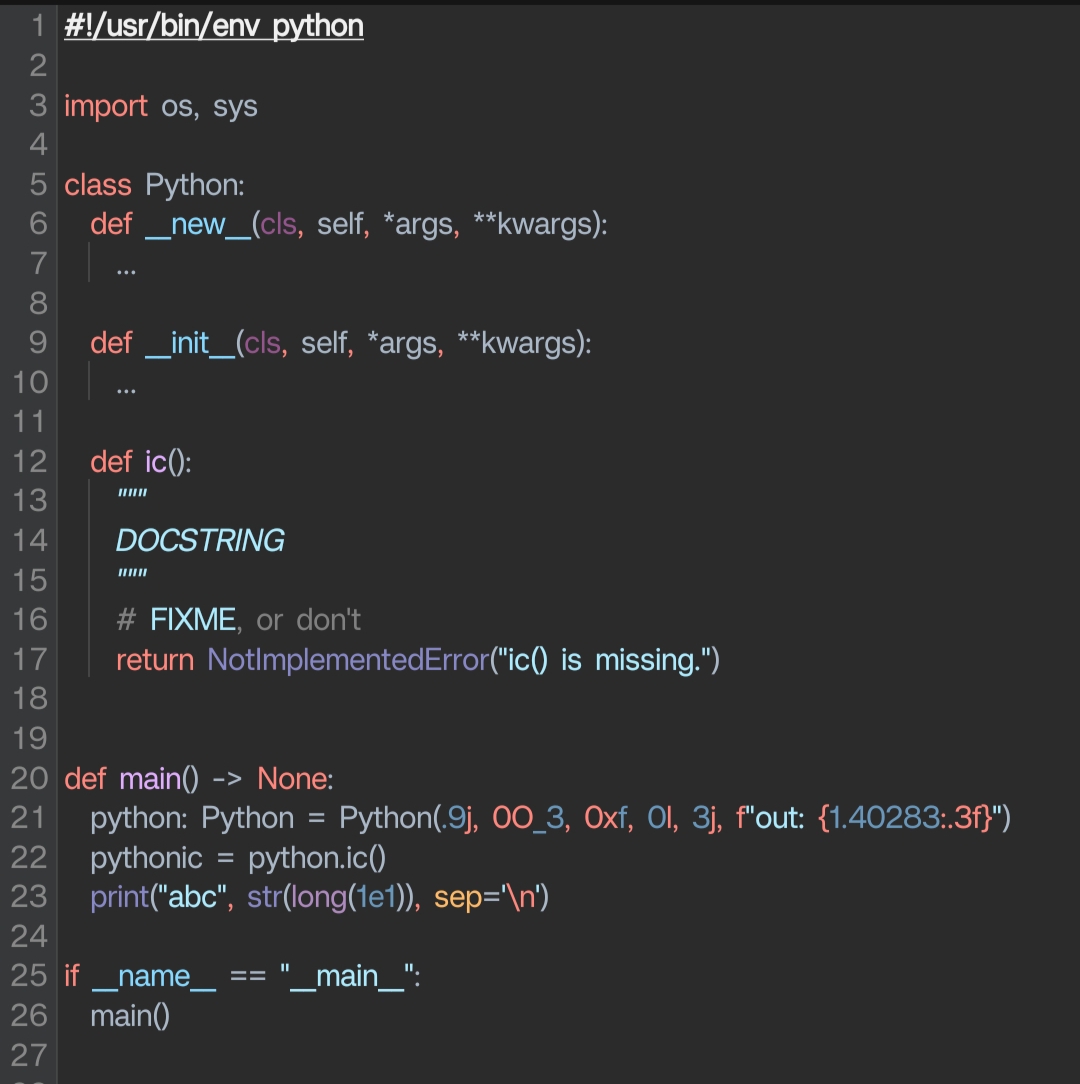 1 #!/usr/bin/env python
2
3 import os, sys
4
5 class Python:
6   def __new__(cls, self, *args, **kwargs):
7     ...
8
9   def __init__(cls, self, *args, **kwargs):
10     ...
11
12   def ic():
13     """
14     DOCSTRING
15     """
16     # FIXME, or don't
17     return NotImplementedError("ic() is missing.")
18
19
20 def main() -> None:
21   python: Python = Python(.9j, 0O_3, 0xf, 0l, 3j, f"out: {1.40283:.3f}")
22   pythonic = python.ic()
23   print("abc", str(long(1e1)), sep='\n')
24
25 if __name__ == "__main__":
26   main()
27